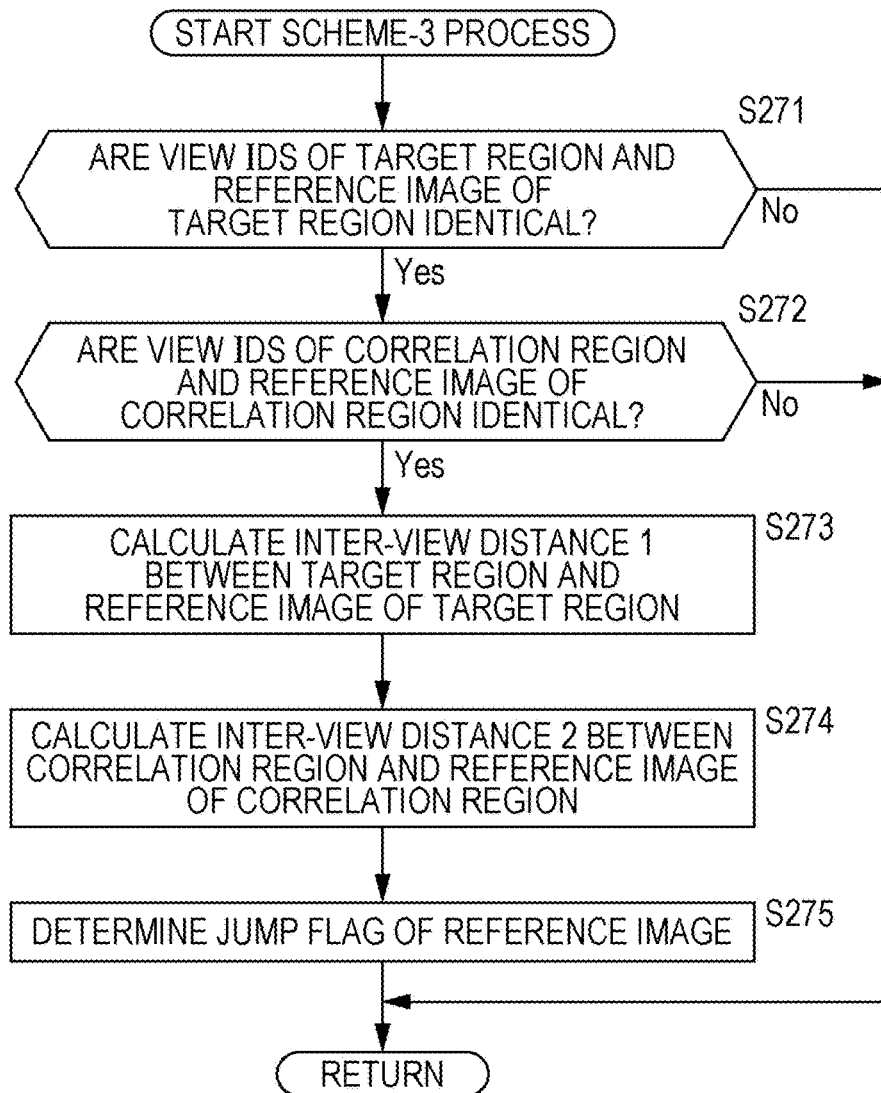 START SCHEME-3 PROCESS
S271
ARE VIEW IDS OF TARGET REGION AND
REFERENCE IMAGE OF
TARGET REGION IDENTICAL?
No
Yes
S272
ARE VIEW IDS OF CORRELATION REGION
AND REFERENCE IMAGE OF
CORRELATION REGION IDENTICAL?
No
Yes
S273
CALCULATE INTER-VIEW DISTANCE 1
BETWEEN TARGET REGION AND
REFERENCE IMAGE OF TARGET REGION
S274
CALCULATE INTER-VIEW DISTANCE 2 BETWEEN
CORRELATION REGION AND REFERENCE IMAGE
OF CORRELATION REGION
S275
DETERMINE JUMP FLAG OF REFERENCE IMAGE
RETURN